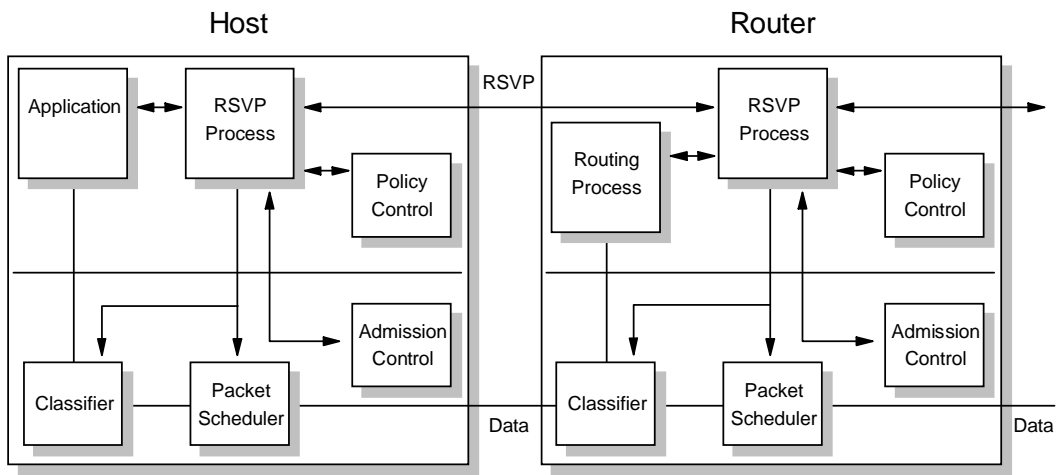 Host
Router
Application
RSVP
Process
Policy
Control
Admission
Control
Classifier
Packet
Scheduler
RSVP
Data
Routing
Process
RSVP
Process
Policy
Control
Admission
Control
Classifier
Packet
Scheduler
Data